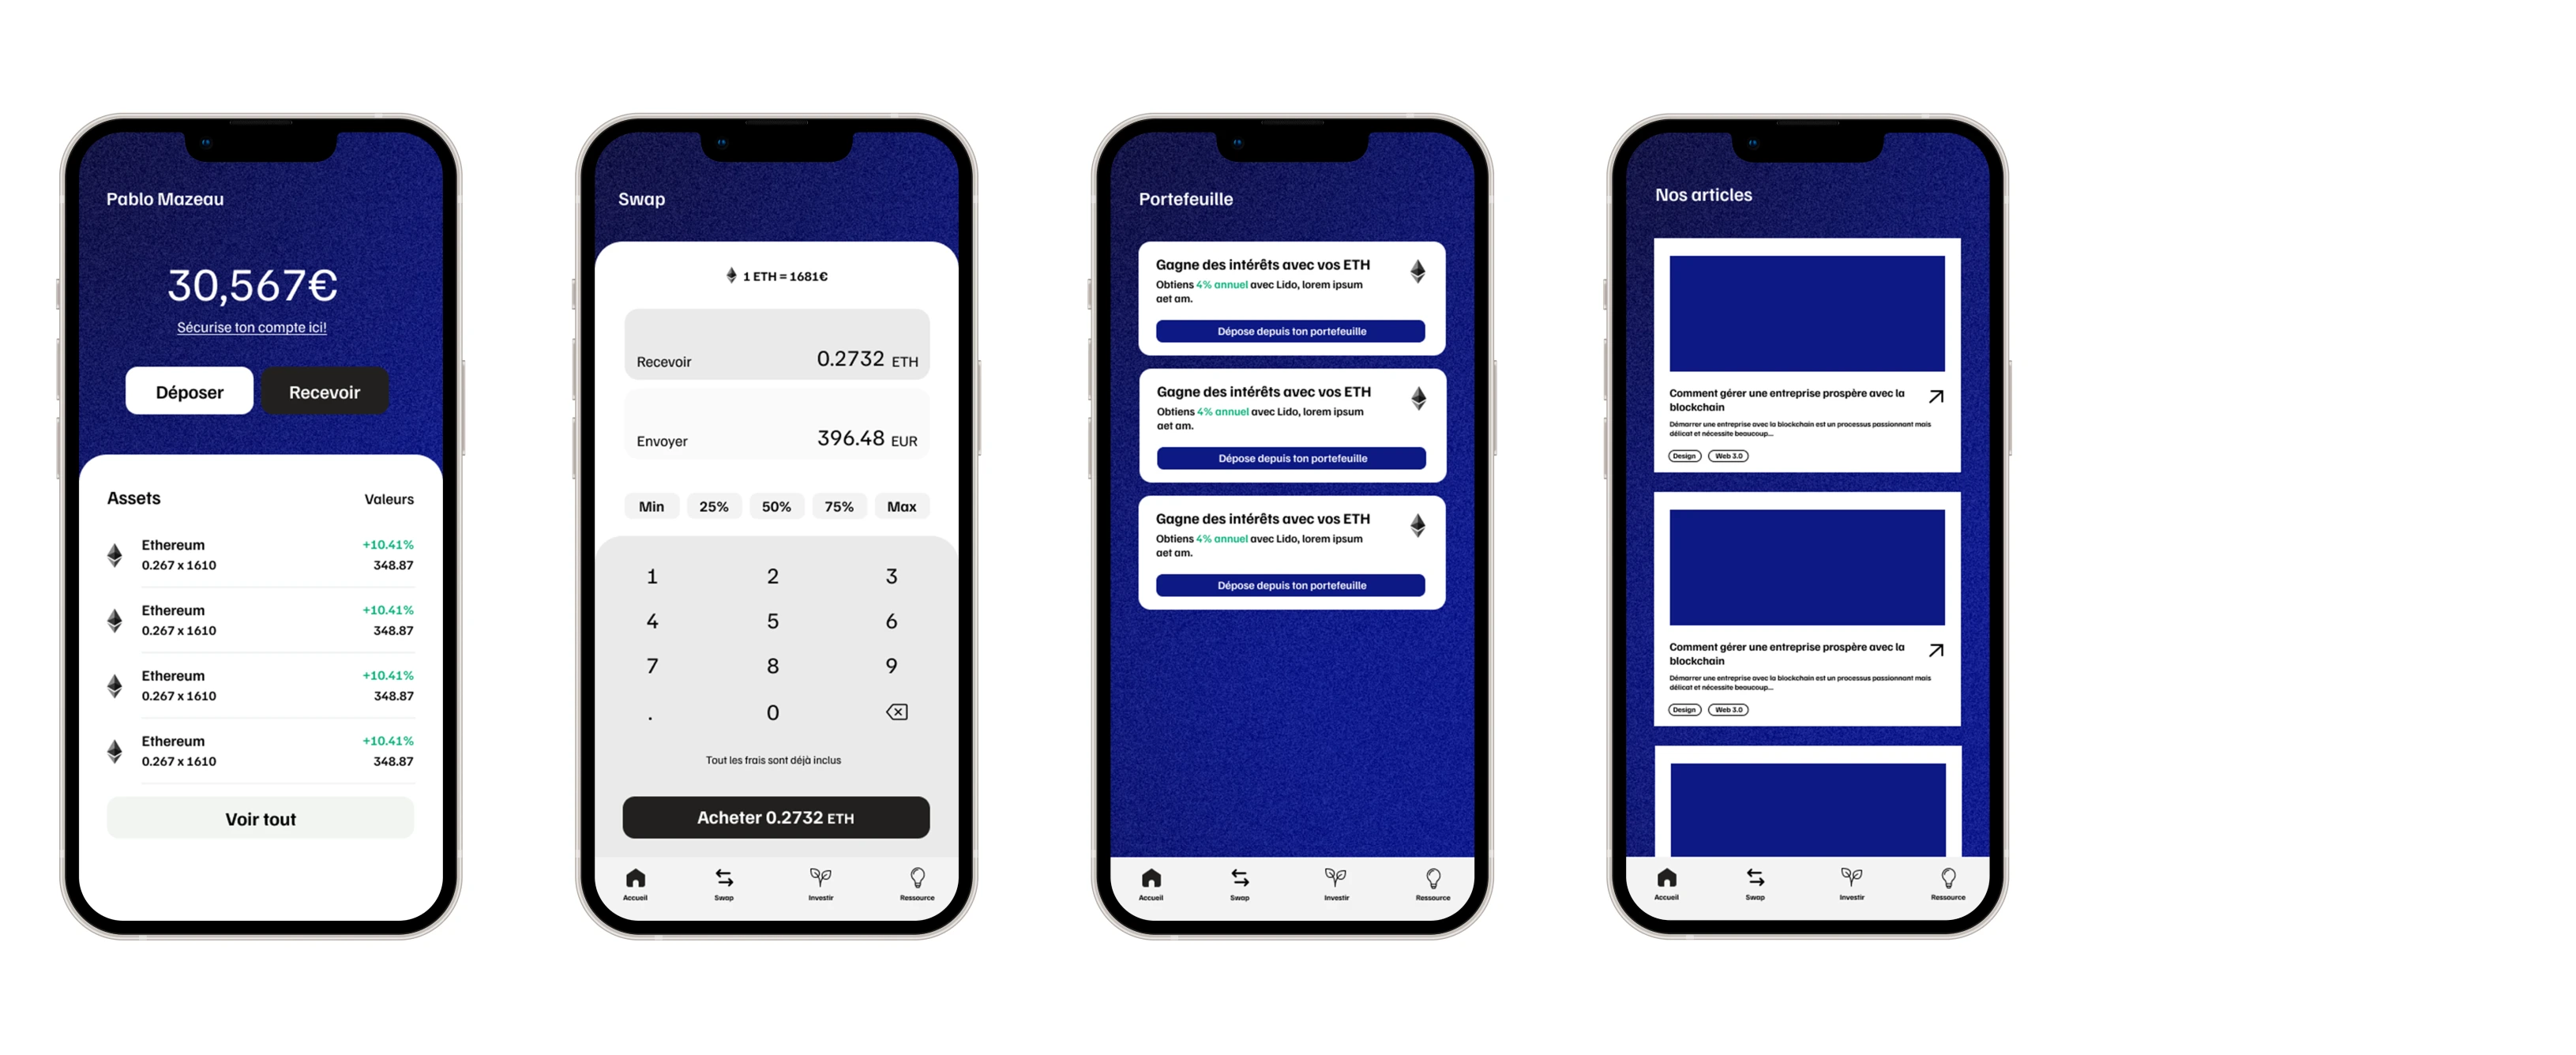 Pablo Mazeau
30,567€
Sécurise ton compte ici!
Déposer
Recevoir
Assets
Valeurs
Ethereum
+10.41%
0.267 x 1610
348.87
Ethereum
+10.41%
0.267 x 1610
348.87
Ethereum
+10.41%
0.267 x 1610
348.87
Ethereum
+10.41%
0.267 x 1610
348.87
Voir tout
Swap
1 ETH = 1681€
Recevoir
0.2732 ETH
Envoyer
396.48 EUR
Min
25%
50%
75%
Max
1
2
3
4
5
6
7
8
9
.
0
Tout les frais sont déjà inclus
Acheter 0.2732 ETH
Accueil
Swap
Investir
Ressource
Portefeuille
Gagne des intérêts avec vos ETH
Obtiens 4% annuel avec Lido, lorem ipsum
aet am.
Dépose depuis ton portefeuille
Gagne des intérêts avec vos ETH
Obtiens 4% annuel avec Lido, lorem ipsum
aet am.
Dépose depuis ton portefeuille
Gagne des intérêts avec vos ETH
Obtiens 4% annuel avec Lido, lorem ipsum
aet am.
Dépose depuis ton portefeuille
Accueil
Swap
Investir
Ressource
Nos articles
Comment gérer une entreprise prospère avec la
blockchain
Démarrer une entreprise avec la blockchain est un processus passionnant mais
délicat et nécessite beaucoup...
Design
Web 3.0
Comment gérer une entreprise prospère avec la
blockchain
Démarrer une entreprise avec la blockchain est un processus passionnant mais
délicat et nécessite beaucoup...
Design
Web 3.0
Accueil
Swap
Investir
Ressource